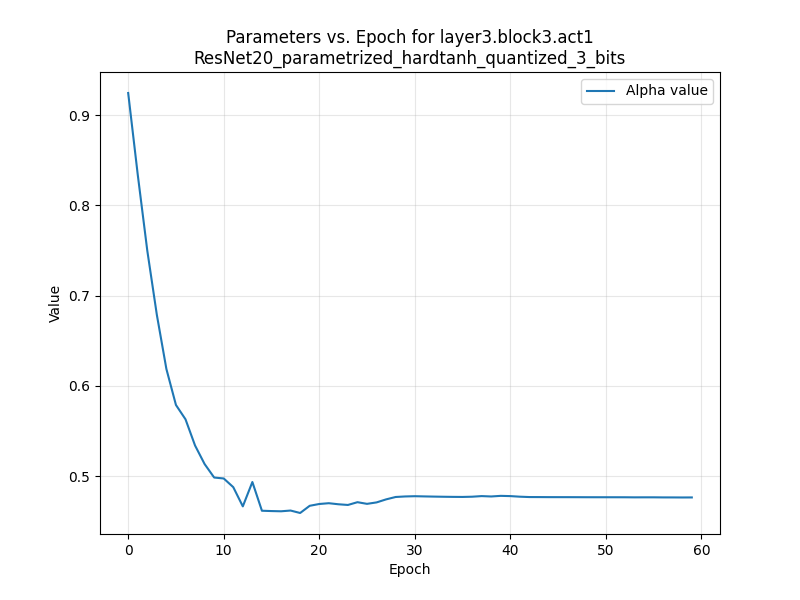 Parameters vs. Epoch for layer3.block3.act1
ResNet20_parametrized_hardtanh_quantized_3_bits
Alpha value
0.9
0.8
0.7
0.6
0.5
Value
0 10 20 30 40 50 60
Epoch